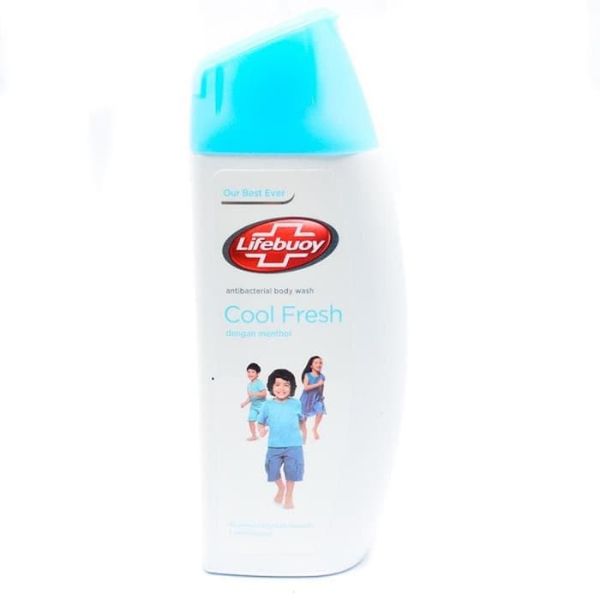 Our Best Ever
Lifebuoy
antibacterial body wash
Cool Fresh
dengan menthol